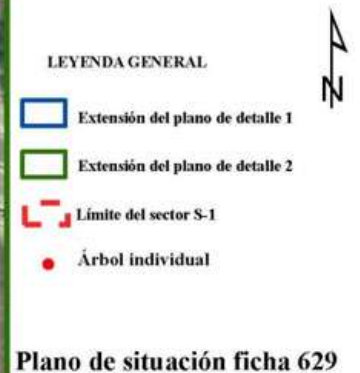 N
LEYENDA GENERAL
Extensión del plano de detalle 1
Extensión del plano de detalle 2
Límite del sector S-1
Árbol individual
Plano de situación ficha 629